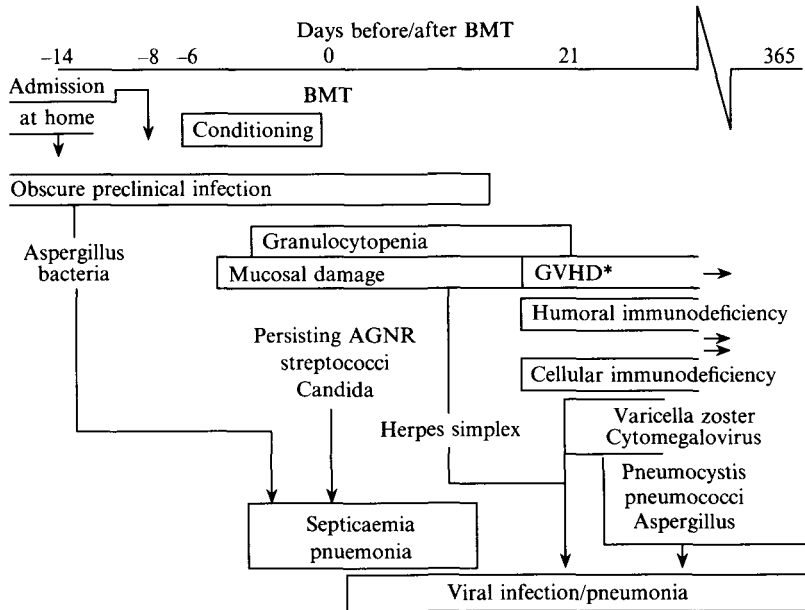 Days before/after BMT
–14 –8 –6 0 21 365
Admission
at home
BMT
Conditioning
Obscure preclinical infection
Aspergillus
bacteria
Granulocytopenia
Mucosal damage
GVHD*
Humoral immunodeficiency
Persisting AGNR
streptococci
Candida
Cellular immunodeficiency
Herpes simplex
Varicella zoster
Cytomegalovirus
Pneumocystis
pneumococci
Aspergillus
Septicaemia
pnuemonia
Viral infection/pneumonia